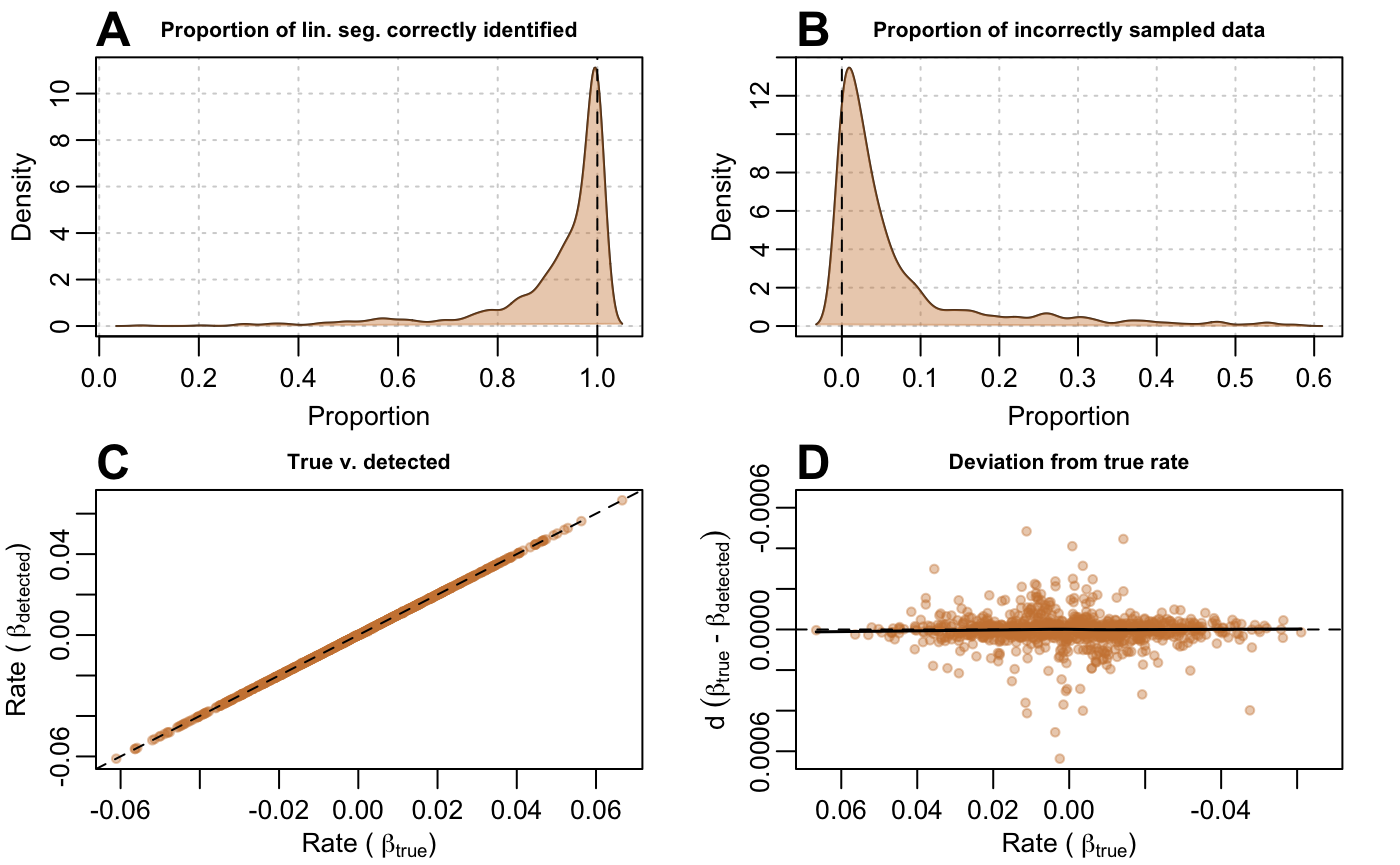 A Proportion of lin. seg. correctly identified
Density
0 2 4 6 8 10
0.0 0.2 0.4 0.6 0.8 1.0
Proportion
B Proportion of incorrectly sampled data
Density
0 2 4 6 8 12
0.0 0.1 0.2 0.3 0.4 0.5 0.6
Proportion
C True v. detected
Rate ( βdetected)
-0.06 0.00 0.04
-0.06 -0.02 0.00 0.02 0.04 0.06
Rate ( βtrue)
D Deviation from true rate
d (βtrue - βdetected)
0.0006 0.0000 -0.0006
0.06 0.04 0.02 0.00 -0.04
Rate ( βtrue)